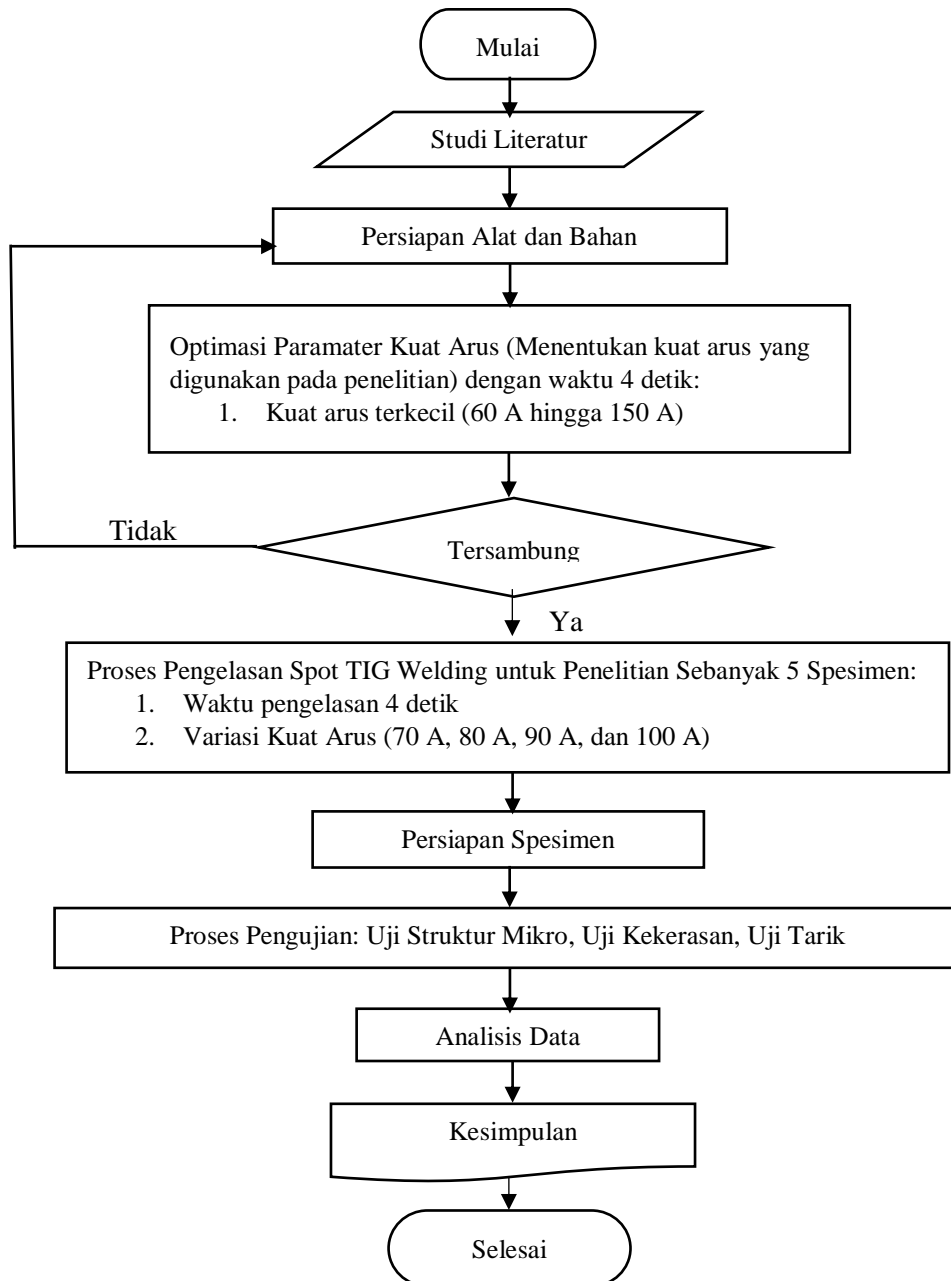 Mulai
Studi Literatur
Persiapan Alat dan Bahan
Optimasi Paramater Kuat Arus (Menentukan kuat arus yang
digunakan pada penelitian) dengan waktu 4 detik:
1. Kuat arus terkecil (60 A hingga 150 A)
Tidak
Tersambung
Ya
Proses Pengelasan Spot TIG Welding untuk Penelitian Sebanyak 5 Spesimen:
1. Waktu pengelasan 4 detik
2. Variasi Kuat Arus (70 A, 80 A, 90 A, dan 100 A)
Persiapan Spesimen
Proses Pengujian: Uji Struktur Mikro, Uji Kekerasan, Uji Tarik
Analisis Data
Kesimpulan
Selesai